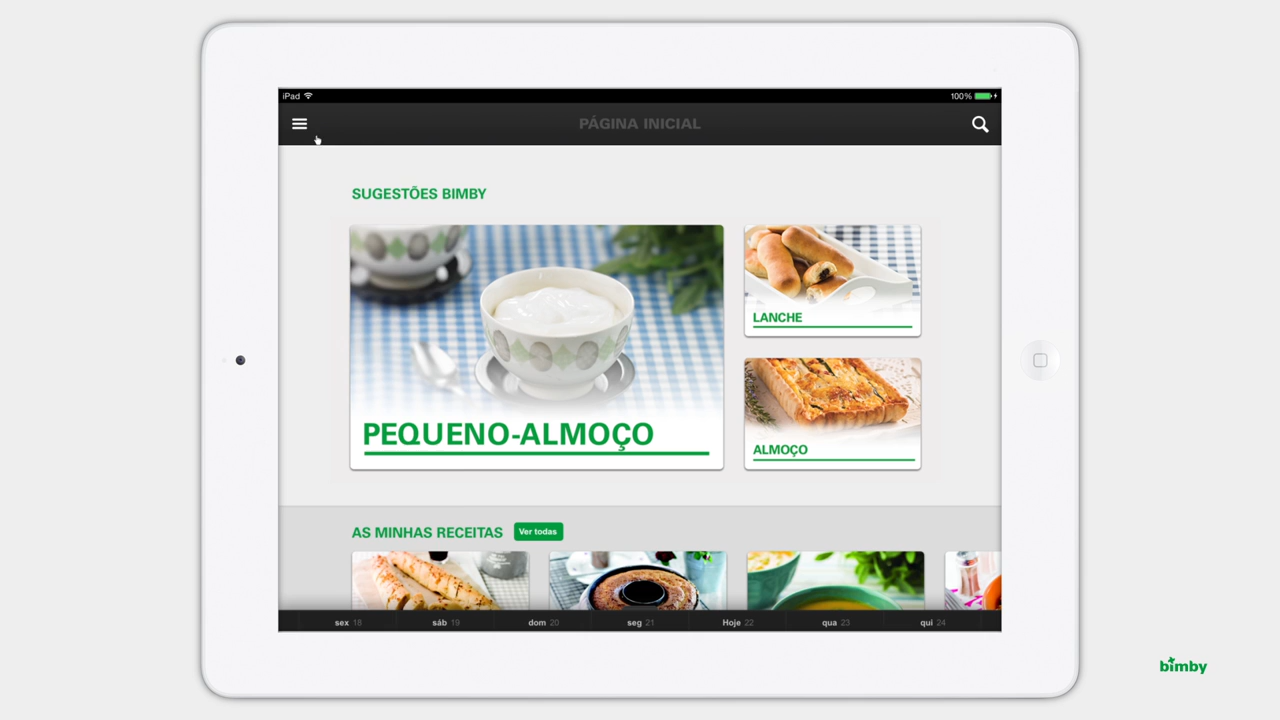 iPad
100%
PÁGINA INICIAL
SUGESTÕES BIMBY
PEQUENO-ALMOÇO
LANCHE
ALMOÇO
AS MINHAS RECEITAS
Ver todas
sex 18
sáb 19
dom 20
seg 21
Hoje 22
qua 23
qui 24
bimby